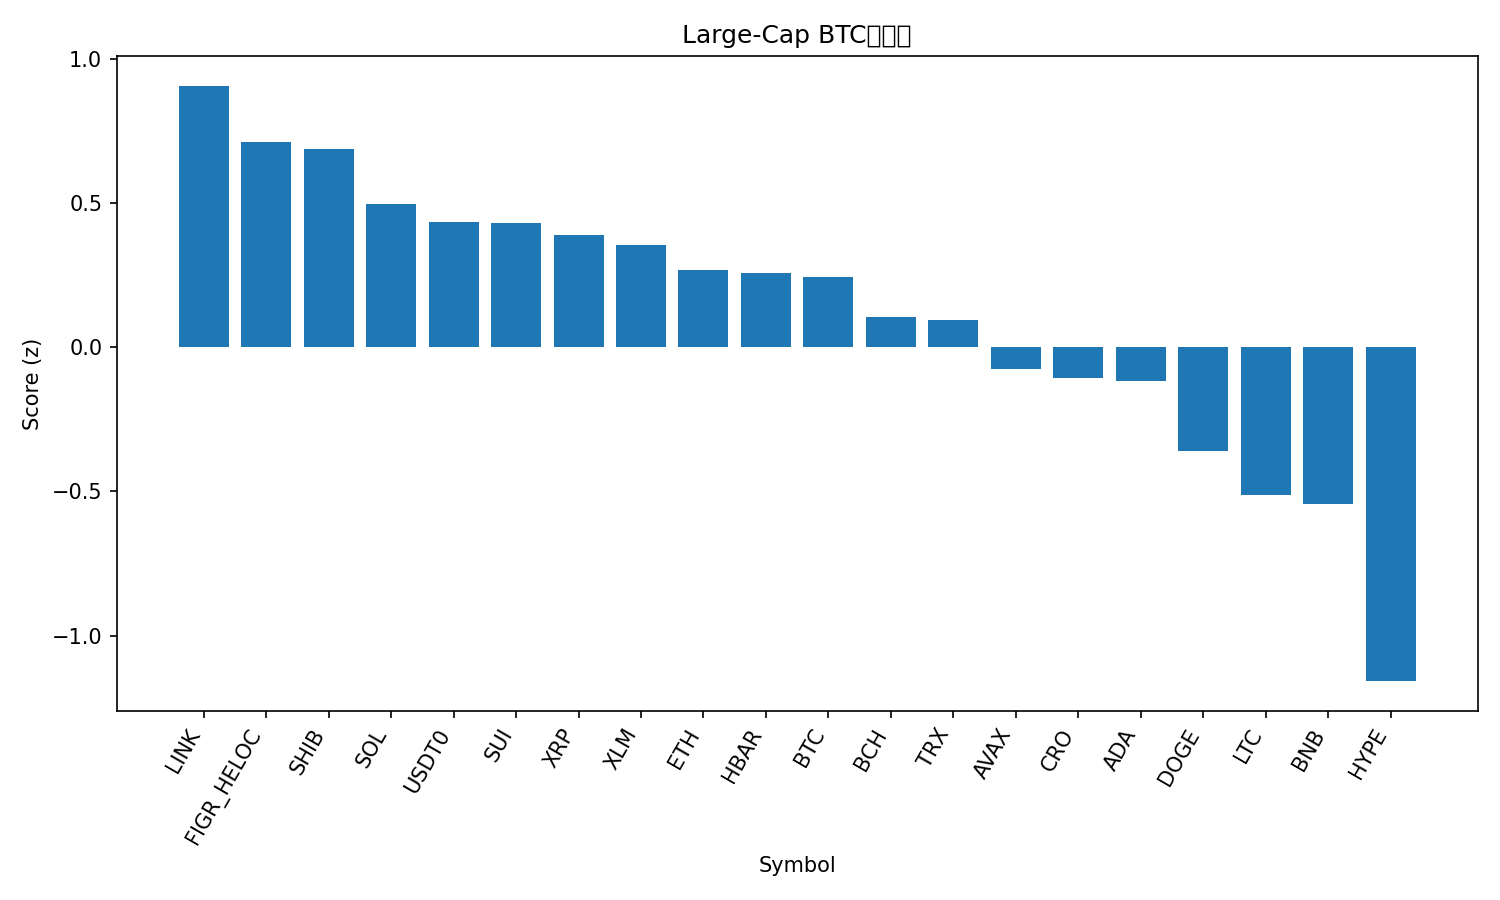 Large-Cap BTC
1.0
0.5
0.0
−0.5
−1.0
Score (z)
LINK
FIGR_HELOC
SHIB
SOL
USDT0
SUI
XRP
XLM
ETH
HBAR
BTC
BCH
TRX
AVAX
CRO
ADA
DOGE
LTC
BNB
HYPE
Symbol